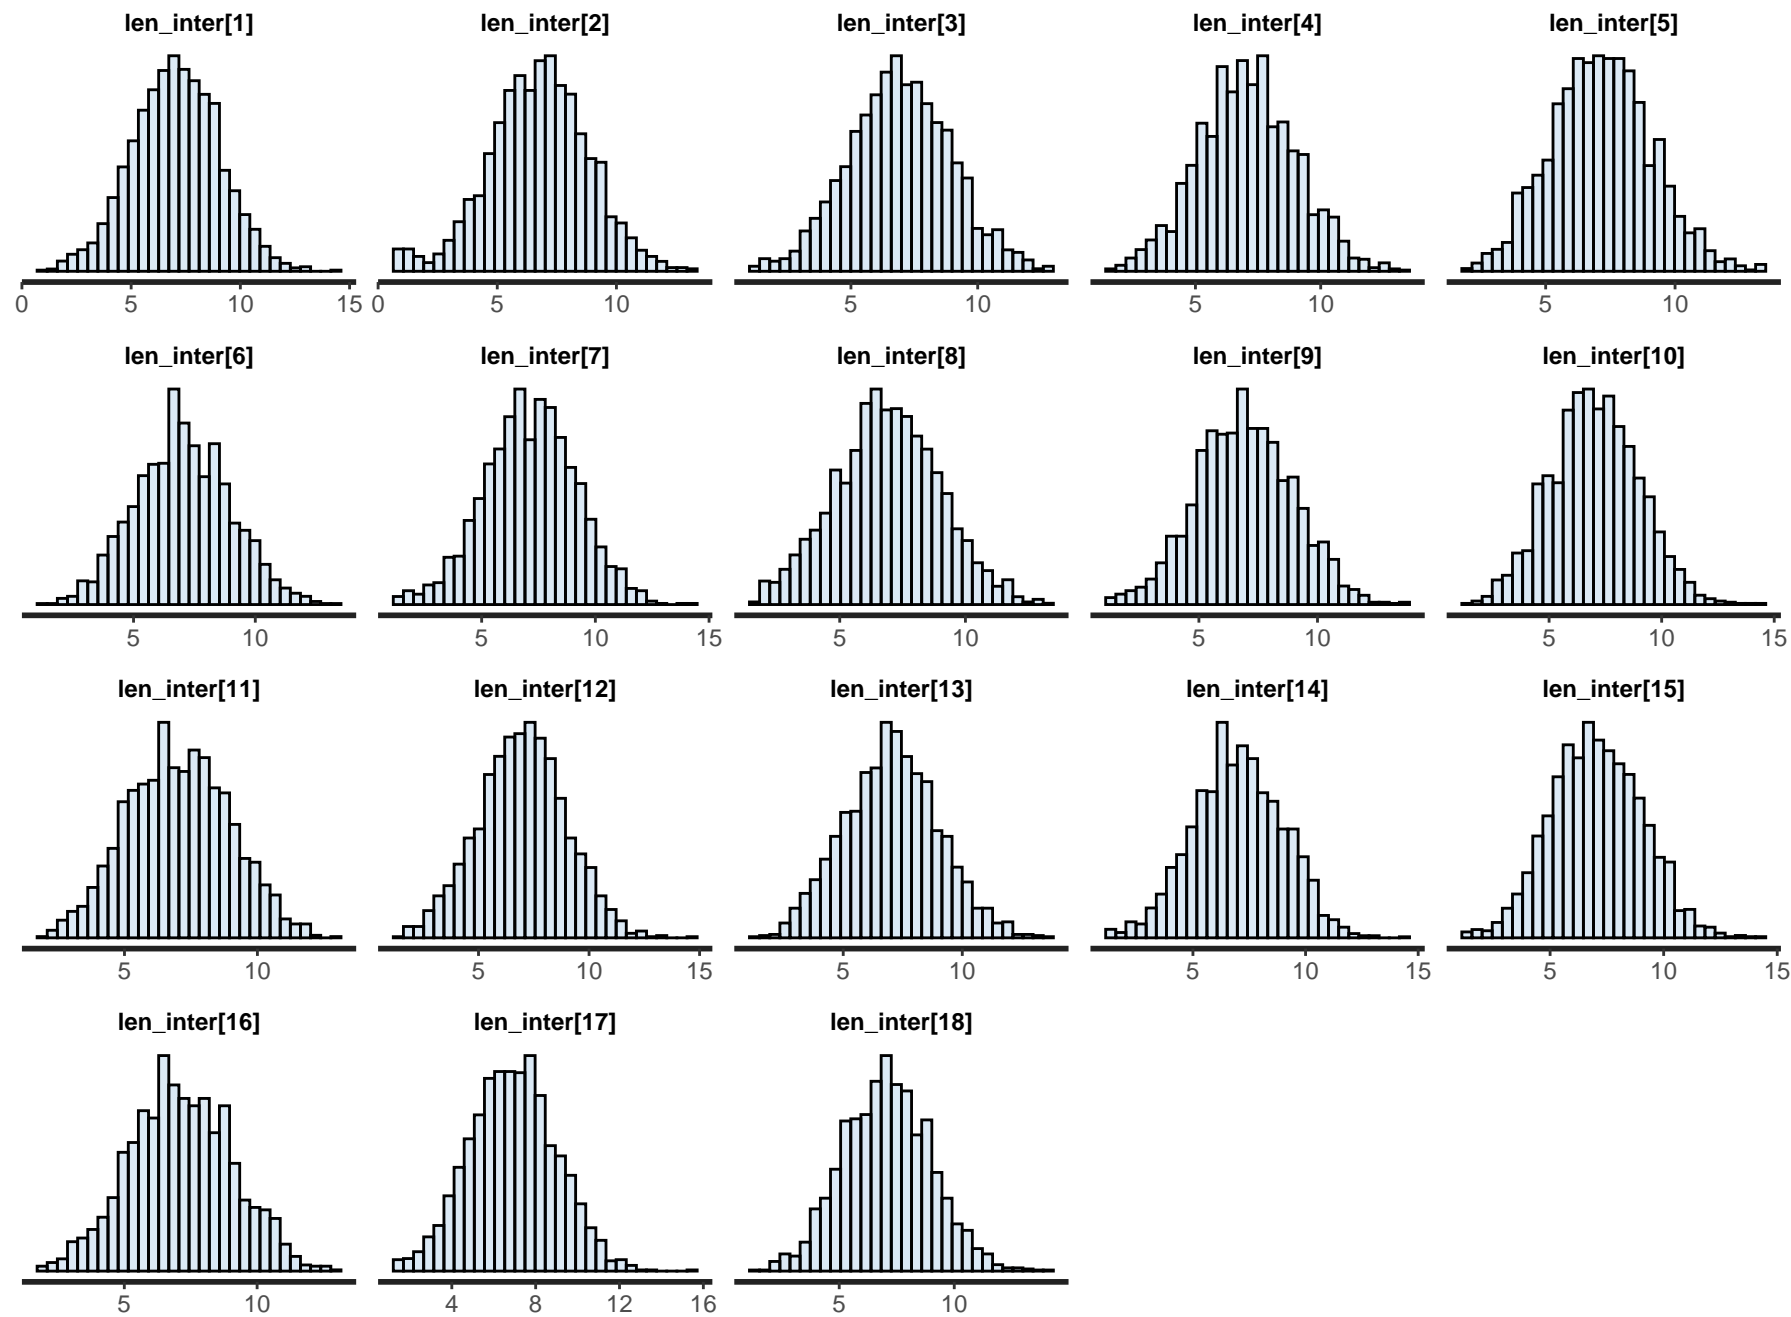 len_inter[1] len_inter[2] len_inter[3] len_inter[4] len_inter[5]
0 5 10 15 0 5 10 5 10 5 10 5 10
len_inter[6] len_inter[7] len_inter[8] len_inter[9] len_inter[10]
5 10 5 10 15 5 10 5 10 5 10 15
len_inter[11] len_inter[12] len_inter[13] len_inter[14] len_inter[15]
5 10 5 10 15 5 10 5 10 15 5 10 15
len_inter[16] len_inter[17] len_inter[18]
5 10 4 8 12 16 5 10